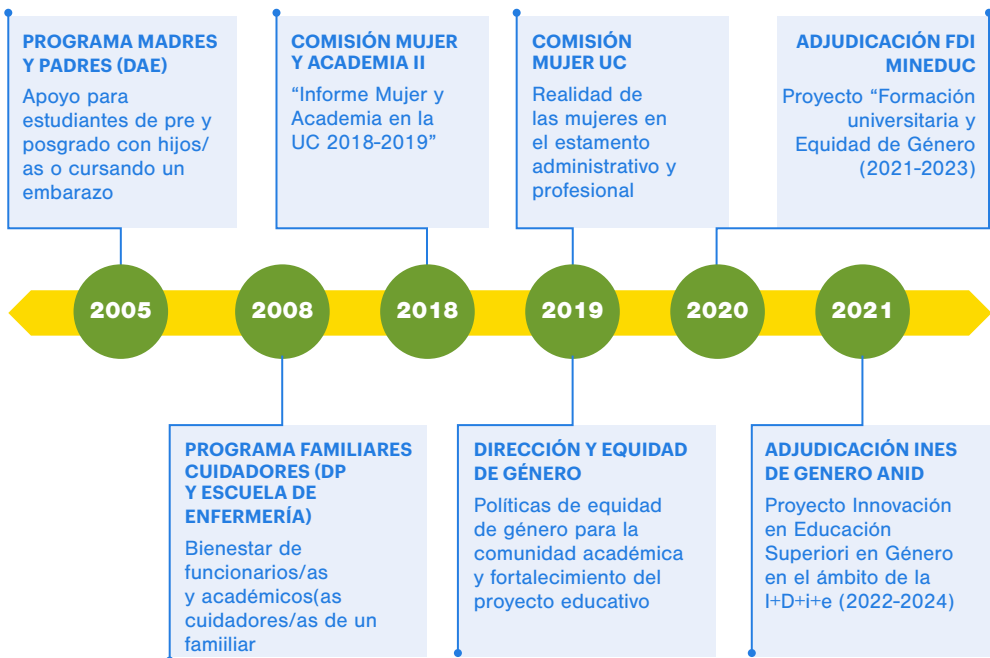 PROGRAMA MADRES
Y PADRES (DAE)
Apoyo para
estudiantes de pre y
posgrado con hijos/
as o cursando un
embarazo
COMISIÓN MUJER
Y ACADEMIA II
“Informe Mujer y
Academia en la
UC 2018-2019”
COMISIÓN
MUJER UC
Realidad de
las mujeres en
el estamento
administrativo y
profesional
ADJUDICACIÓN FDI
MINEDUC
Proyecto “Formación
universitaria y
Equidad de Género
(2021-2023)
2005
2008
2018
2019
2020
2021
PROGRAMA FAMILIARES
CUIDADORES (DP
Y ESCUELA DE
ENFERMERÍA)
Bienestar de
funcionarios/as
y académicos(as
cuidadores/as de un
famiiliar
DIRECCIÓN Y EQUIDAD
DE GÉNERO
Políticas de equidad
de género para la
comunidad académica
y fortalecimiento del
proyecto educativo
ADJUDICACIÓN INES
DE GENERO ANID
Proyecto Innovación
en Educación
Superiori en Género
en el ámbito de la
I+D+i+e (2022-2024)